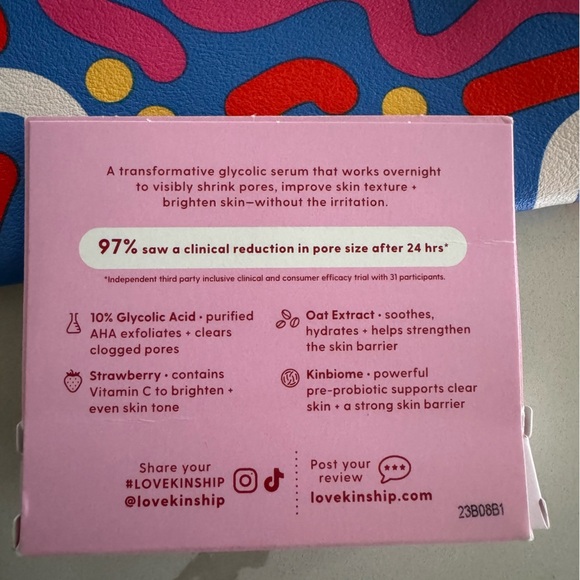 A transformative glycolic serum that works overnight
to visibly shrink pores, improve skin texture +
brighten skin—without the irritation.
97% saw a clinical reduction in pore size after 24 hrs*
*Independent third party inclusive clinical and consumer efficacy trial with 31 participants.
10% Glycolic Acid • purified
AHA exfoliates + clears
clogged pores
Oat Extract • soothes,
hydrates + helps strengthen
the skin barrier
Strawberry • contains
Vitamin C to brighten +
even skin tone
Kinbiome • powerful
pre-probiotic supports clear
skin + a strong skin barrier
Share your
#LOVEKINSHIP
@lovekinship
Post your
review
lovekinship.com
23B08B1